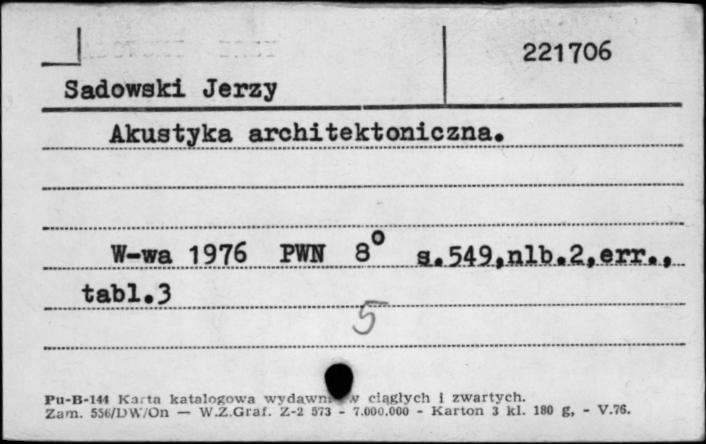 221706
Sadowski Jerzy
Akustyka architektoniczna.
W-wa 1976 PWN 8° s.549,nlb.2,err.,
tabl.3
5
Pu-B-144 Karta katalogowa wydawnictw ciągłych i zwartych.
Zam. 556/DW/On — W.Z.Graf. Z-2 573 - 7.000.000 - Karton 3 kl. 180 g, - V.76.